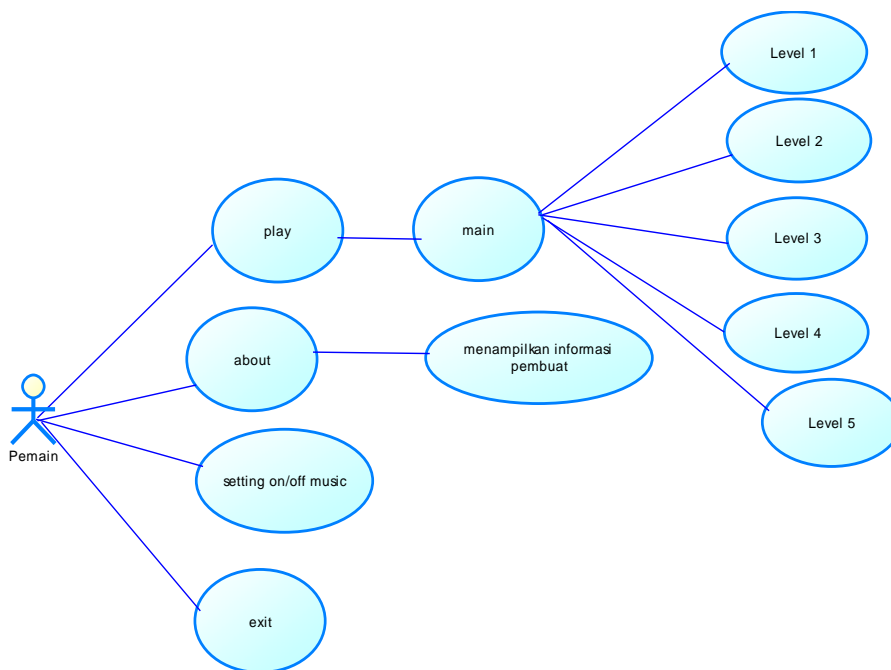 Level 1
Level 2
play
main
Level 3
Level 4
about
menampilkan informasi
pembuat
Level 5
Pemain
setting on/off music
exit